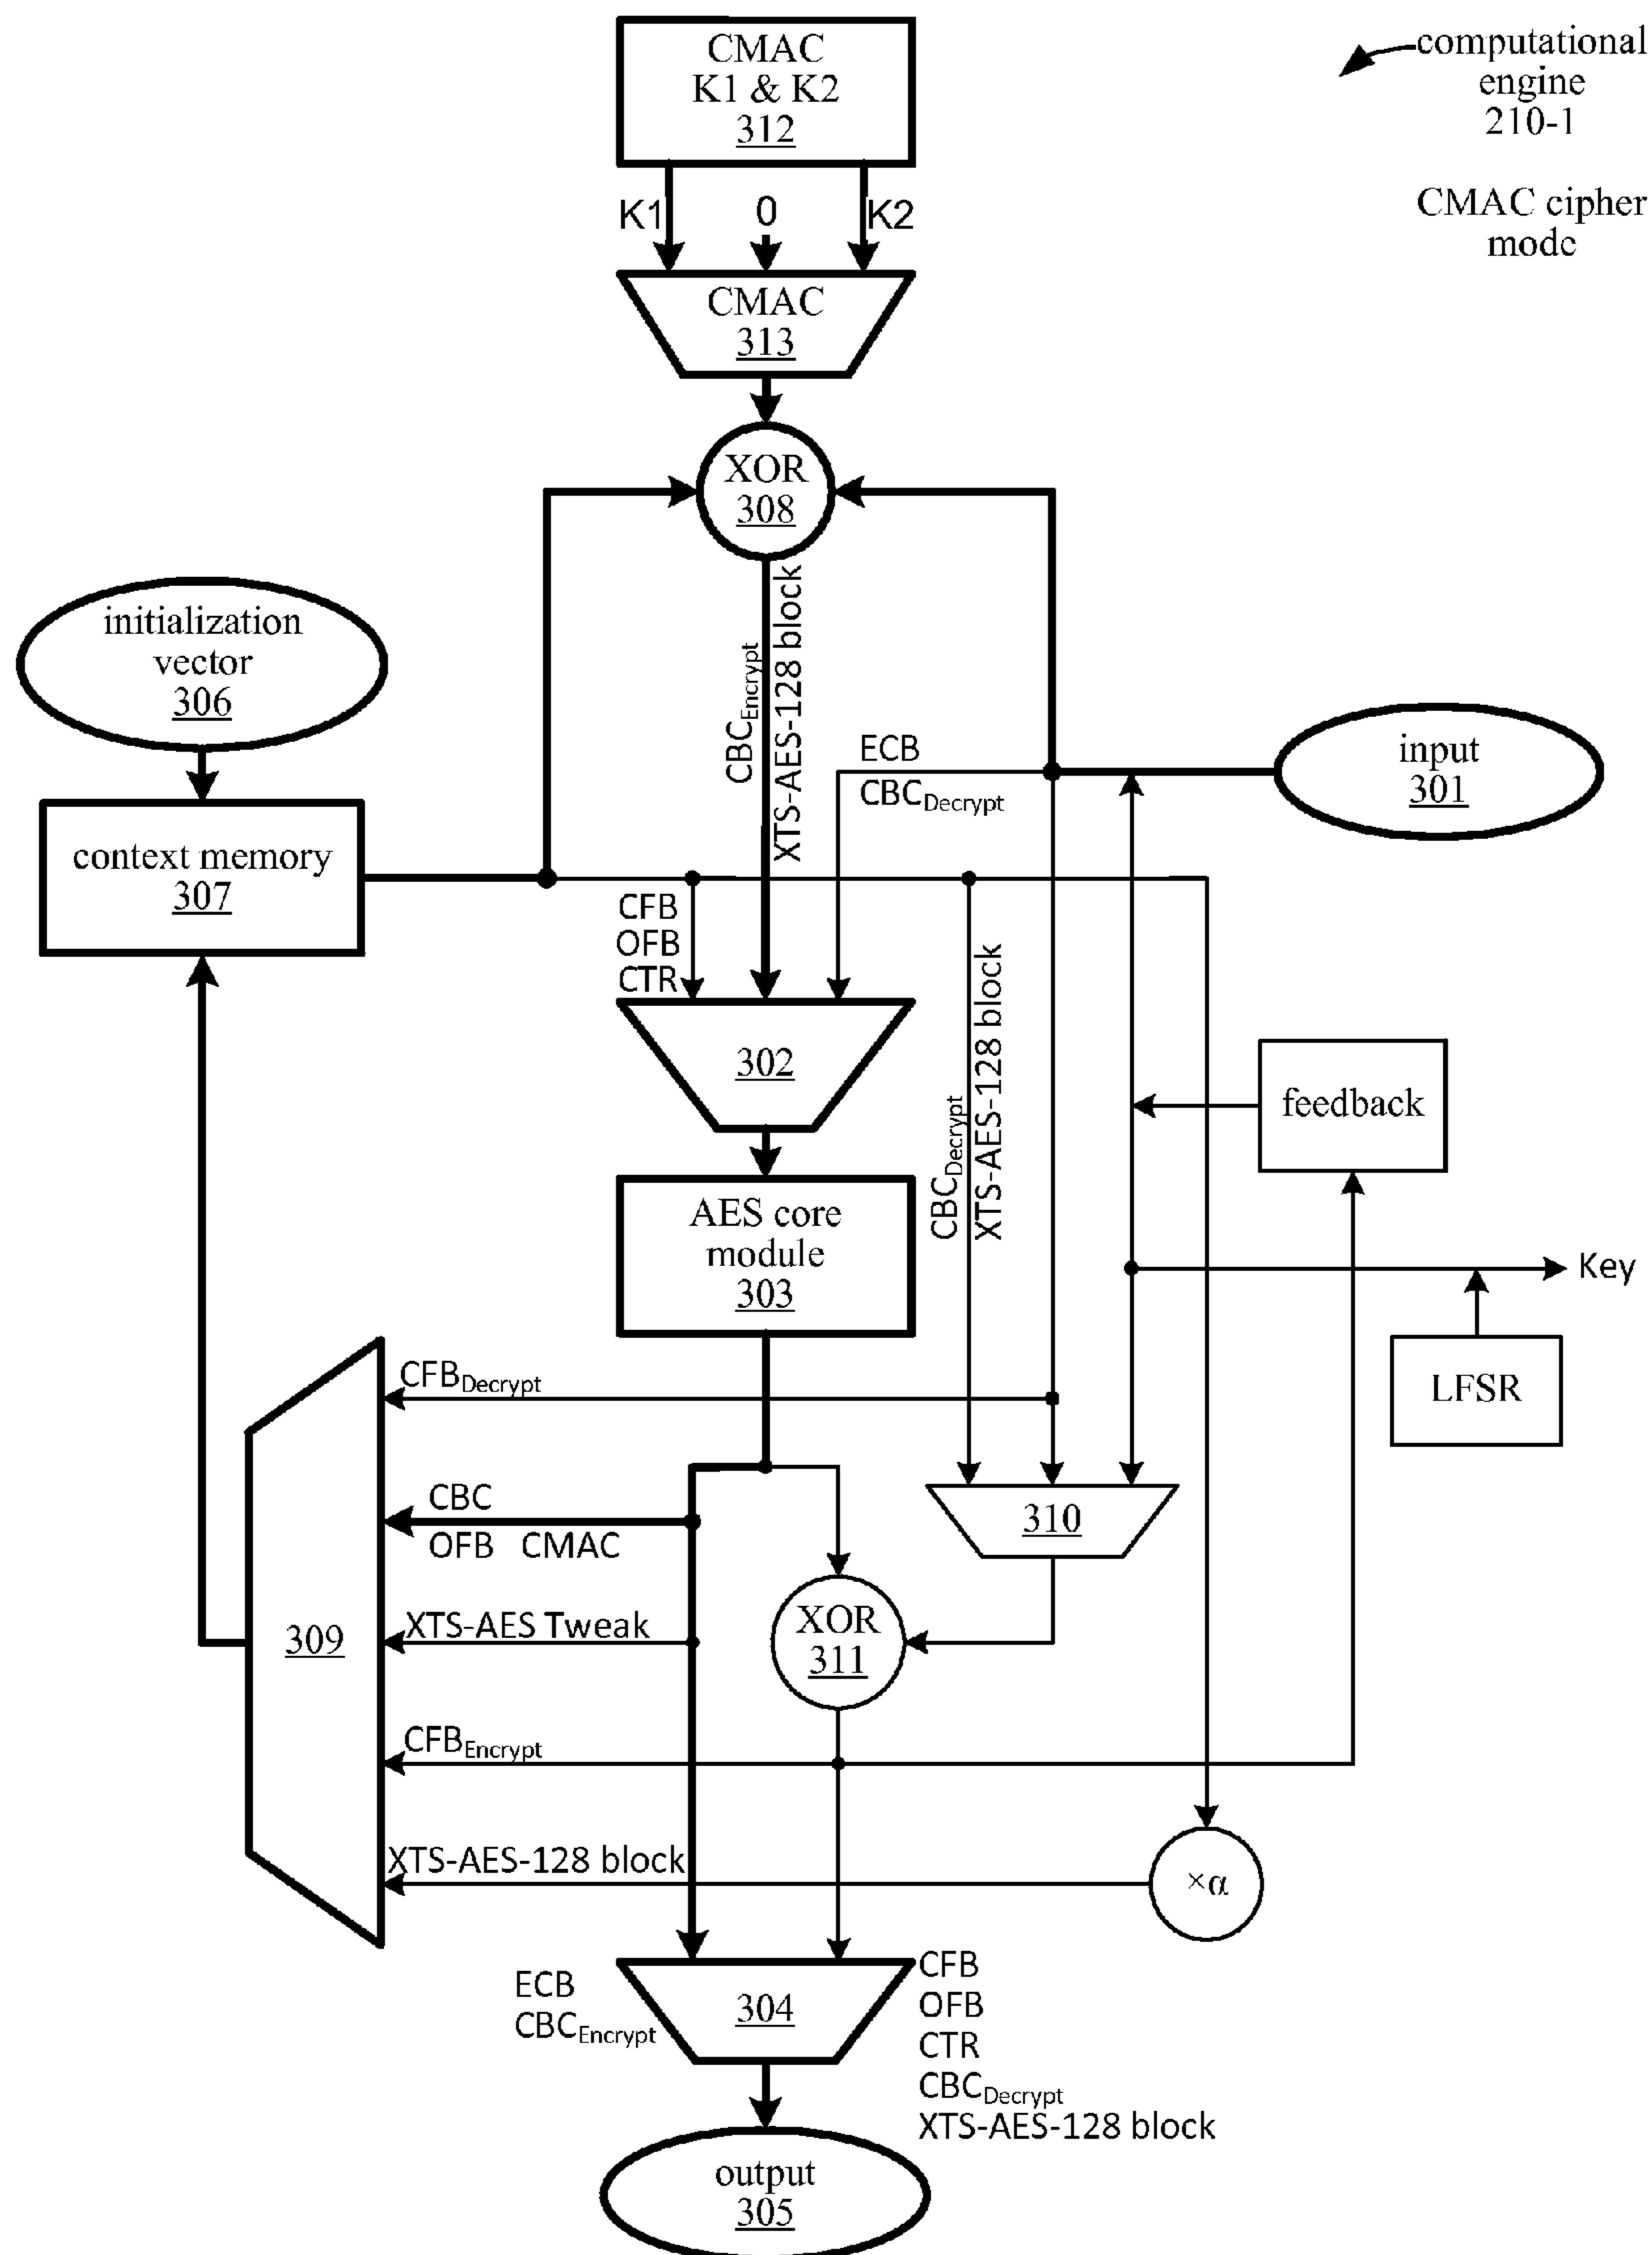 computational
engine
210-1
CMAC cipher
mode
CMAC
K1 & K2
312
K1
0
K2
CMAC
313
XOR
308
initialization
vector
306
CBCEncrypt
XTS-AES-128 block
ECB
CBCDecrypt
input
301
context memory
307
CFB
OFB
CTR
302
CBCDecrypt
XTS-AES-128 block
feedback
AES core
module
303
Key
LFSR
CFBDecrypt
CBC
OFB CMAC
310
309
XTS-AES Tweak
XOR
311
CFBEncrypt
XTS-AES-128 block
×α
ECB
CBCEncrypt
304
CFB
OFB
CTR
CBCDecrypt
XTS-AES-128 block
output
305